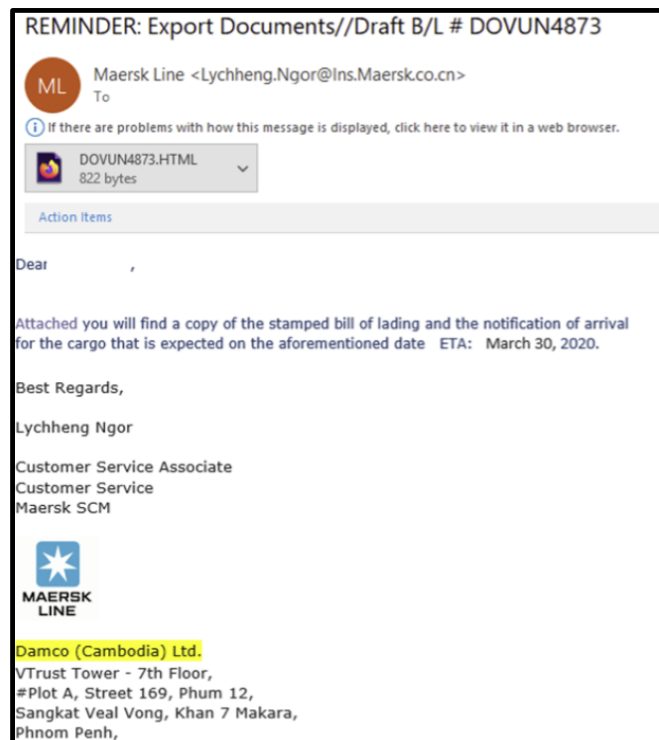 REMINDER: Export Documents//Draft B/L # DOVUN4873
ML
Maersk Line <Lychheng.Ngor@lns.Maersk.co.cn>
To
If there are problems with how this message is displayed, click here to view it in a web browser.
DOVUN4873.HTML
822 bytes
Action Items
Dear ,
Attached you will find a copy of the stamped bill of lading and the notification of arrival
for the cargo that is expected on the aforementioned date ETA: March 30, 2020.
Best Regards,
Lychheng Ngor
Customer Service Associate
Customer Service
Maersk SCM
MAERSK
LINE
Damco (Cambodia) Ltd.
VTrust Tower - 7th Floor,
#Plot A, Street 169, Phum 12,
Sangkat Veal Vong, Khan 7 Makara,
Phnom Penh,